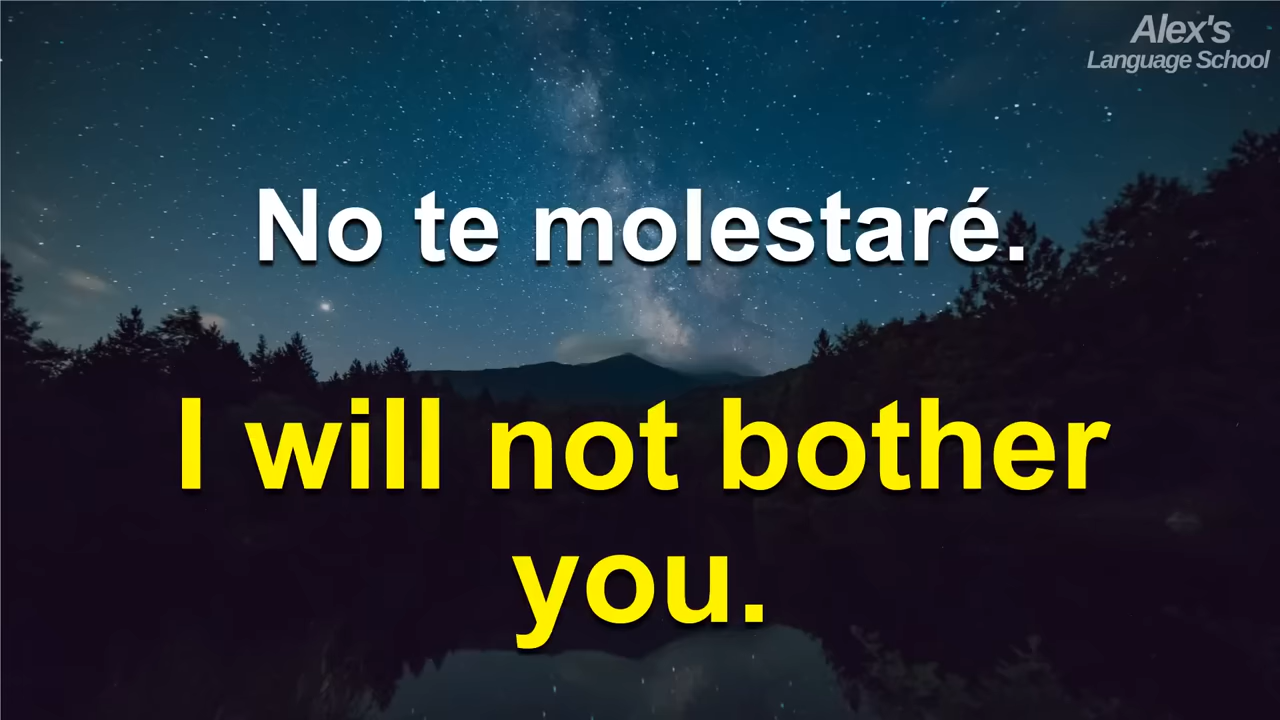 Alex's
Language School
No te molestaré.
I will not bother
you.